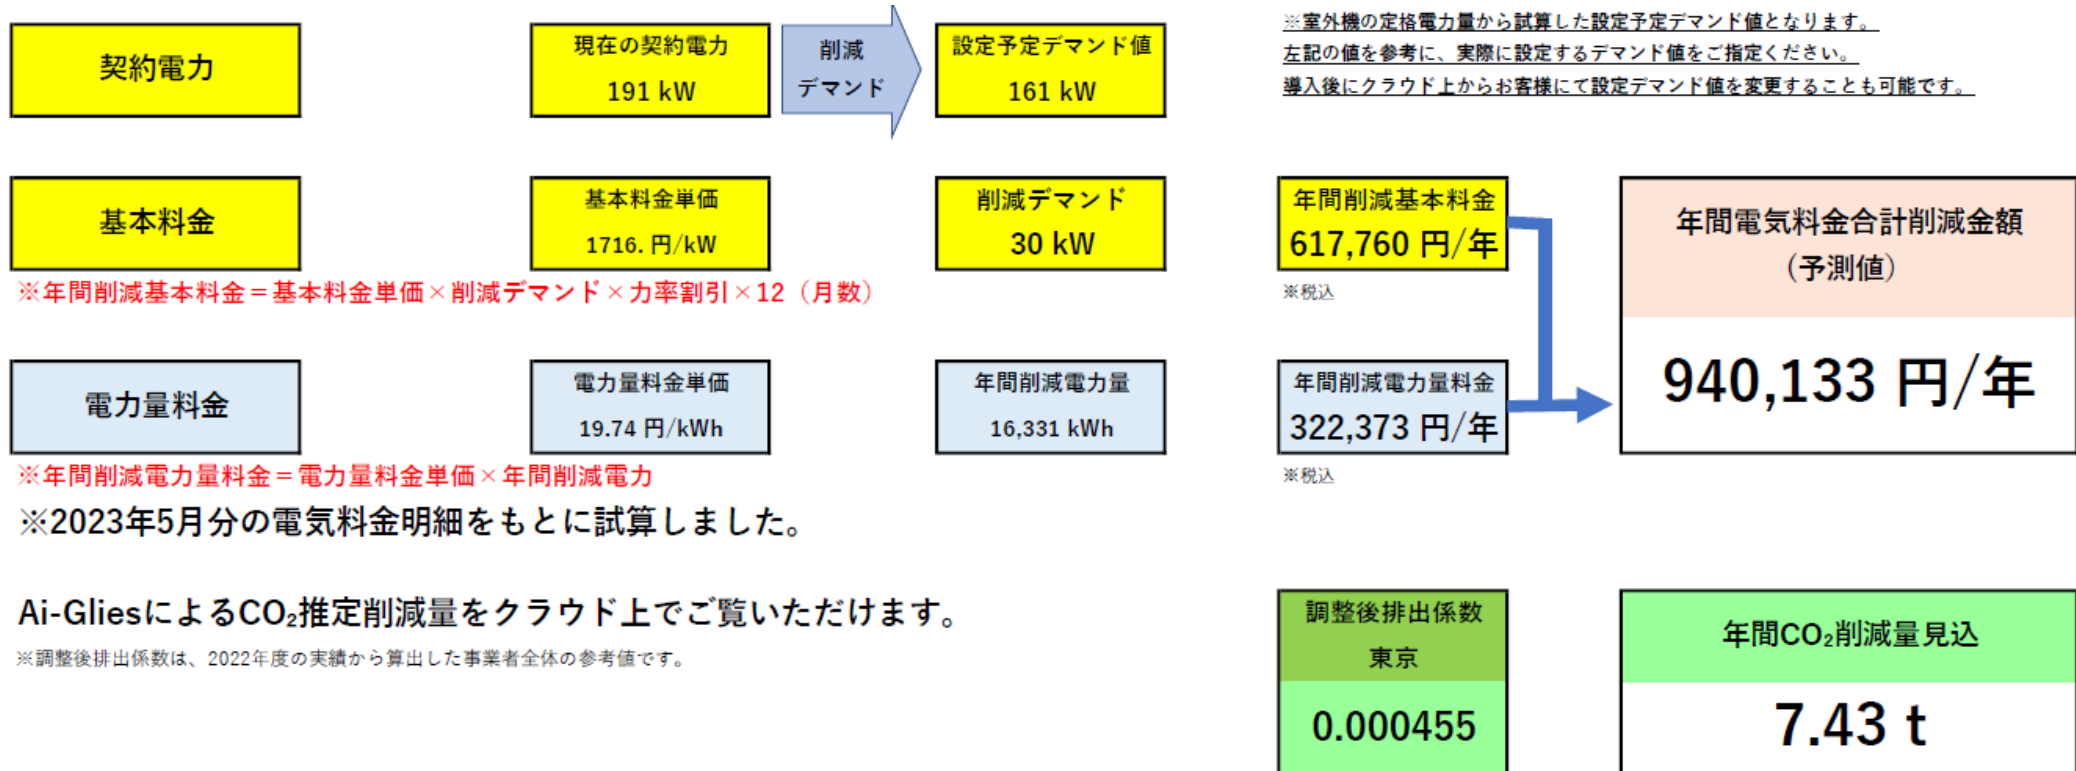 契約電力
現在の契約電力
191 kW
削減
デマンド
設定予定デマンド値
161 kW
※室外機の定格電力量から試算した設定予定デマンド値となります。
左記の値を参考に、実際に設定するデマンド値をご指定ください。
導入後にクラウド上からお客様にて設定デマンド値を変更することも可能です。
基本料金
基本料金単価
1716. 円/kW
削減デマンド
30 kW
年間削減基本料金
617,760 円/年
※税込
※年間削減基本料金＝基本料金単価×削減デマンド×力率割引×12（月数）
電力量料金
電力量料金単価
19.74 円/kWh
年間削減電力量
16,331 kWh
年間削減電力量料金
322,373 円/年
※税込
年間電気料金合計削減金額
（予測値）
940,133 円/年
※年間削減電力量料金＝電力量料金単価×年間削減電力
※2023年5月分の電気料金明細をもとに試算しました。
Ai-GliesによるCO₂推定削減量をクラウド上でご覧いただけます。
※調整後排出係数は、2022年度の実績から算出した事業者全体の参考値です。
調整後排出係数
東京
0.000455
年間CO₂削減量見込
7.43 t